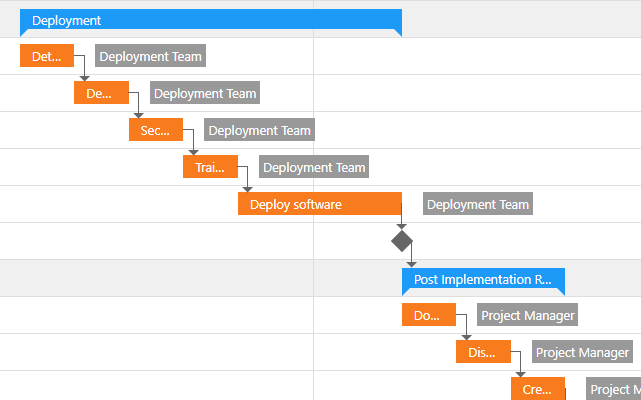 Deployment
Det... Deployment Team
De... Deployment Team
Sec... Deployment Team
Trai... Deployment Team
Deploy software Deployment Team
Post Implementation R...
Do... Project Manager
Dis... Project Manager
Cre... Project M